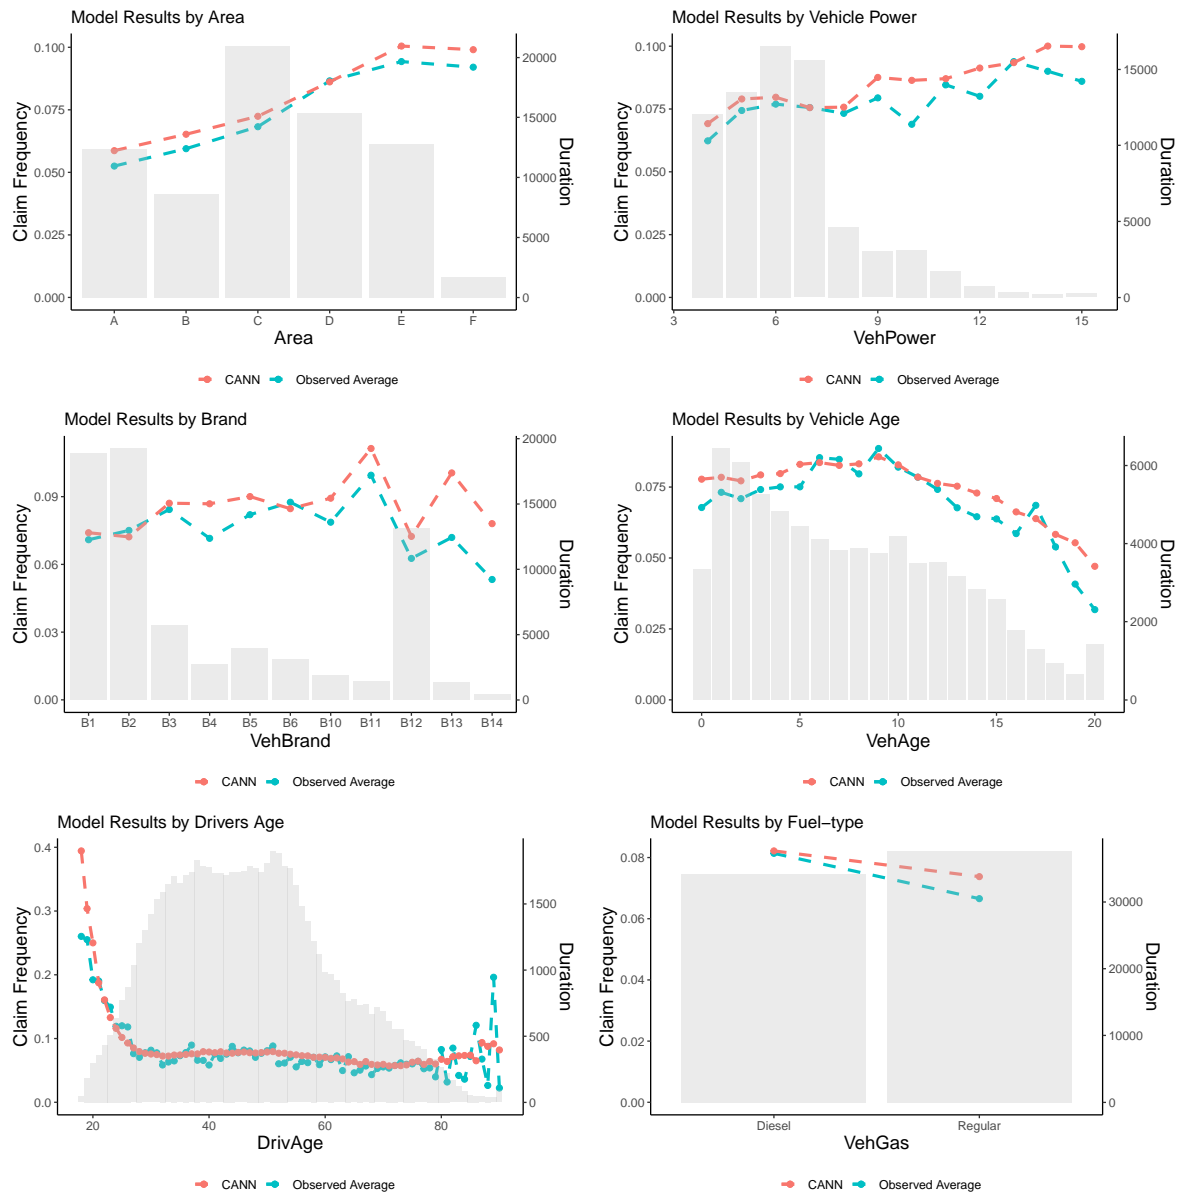 Model Results by Area
Claim Frequency
0.100
0.075
0.050
0.025
0.000
20000
15000
10000
5000
0
Duration
A B C D E F
Area
CANN Observed Average
Model Results by Vehicle Power
Claim Frequency
0.100
0.075
0.050
0.025
0.000
15000
10000
5000
0
Duration
3 6 9 12 15
VehPower
CANN Observed Average
Model Results by Brand
Claim Frequency
0.09
0.06
0.03
0.00
20000
15000
10000
5000
0
Duration
B1 B2 B3 B4 B5 B6 B10 B11 B12 B13 B14
VehBrand
CANN Observed Average
Model Results by Vehicle Age
Claim Frequency
0.075
0.050
0.025
0.000
6000
4000
2000
0
Duration
0 5 10 15 20
VehAge
CANN Observed Average
Model Results by Drivers Age
Claim Frequency
0.4
0.3
0.2
0.1
0.0
1500
1000
500
0
Duration
20 40 60 80
DrivAge
CANN Observed Average
Model Results by Fuel−type
Claim Frequency
0.08
0.06
0.04
0.02
0.00
30000
20000
10000
0
Duration
Diesel Regular
VehGas
CANN Observed Average